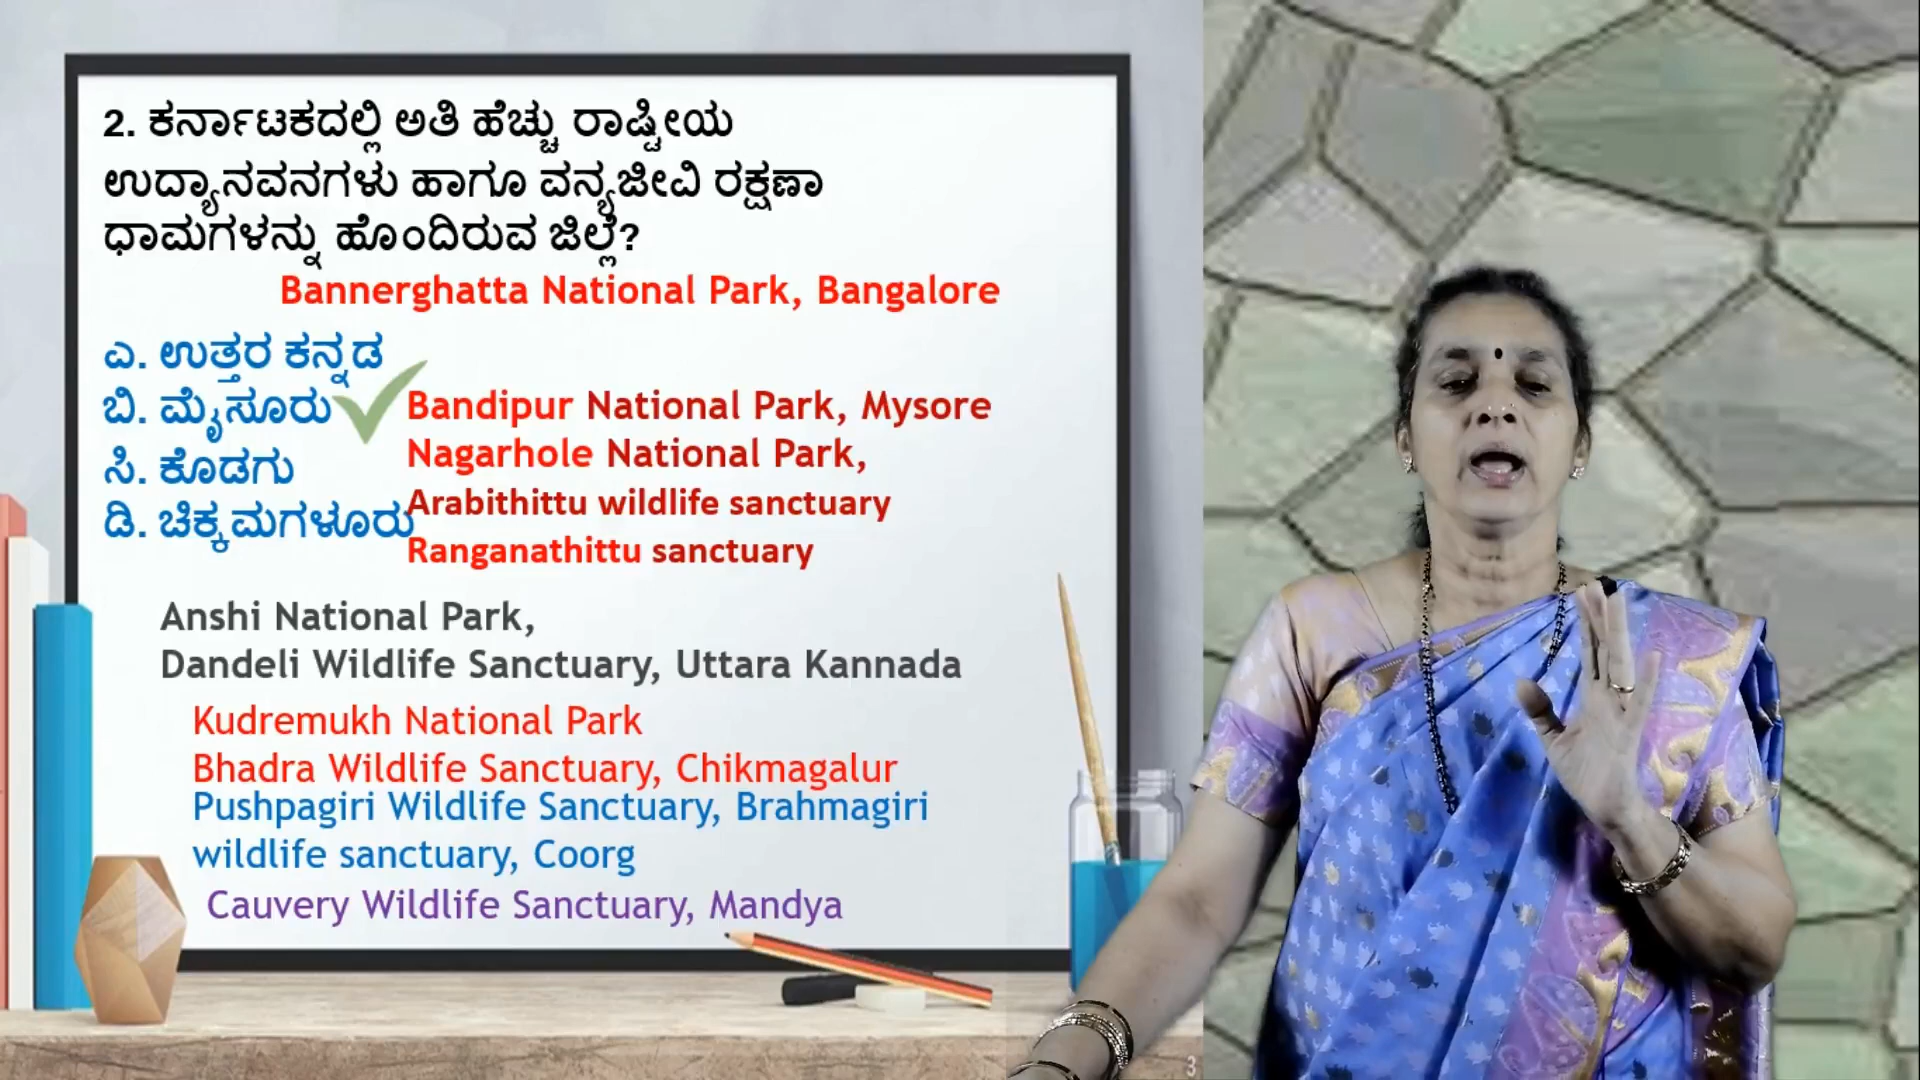 2. ಕರ್ನಾಟಕದಲ್ಲಿ ಅತಿ ಹೆಚ್ಚು ರಾಷ್ಟೀಯ
ಉದ್ಯಾನವನಗಳು ಹಾಗೂ ವನ್ಯಜೀವಿ ರಕ್ಷಣಾ
ಧಾಮಗಳನ್ನು ಹೊಂದಿರುವ ಜಿಲ್ಲೆ?
Bannerghatta National Park, Bangalore
ಎ. ಉತ್ತರ ಕನ್ನಡ
ಬಿ. ಮೈಸೂರು
ಸಿ. ಕೊಡಗು
ಡಿ. ಚಿಕ್ಕಮಗಳೂರು
Bandipur National Park, Mysore
Nagarhole National Park,
Arabithittu wildlife sanctuary
Ranganathittu sanctuary
Anshi National Park,
Dandeli Wildlife Sanctuary, Uttara Kannada
Kudremukh National Park
Bhadra Wildlife Sanctuary, Chikmagalur
Pushpagiri Wildlife Sanctuary, Brahmagiri
wildlife sanctuary, Coorg
Cauvery Wildlife Sanctuary, Mandya
3